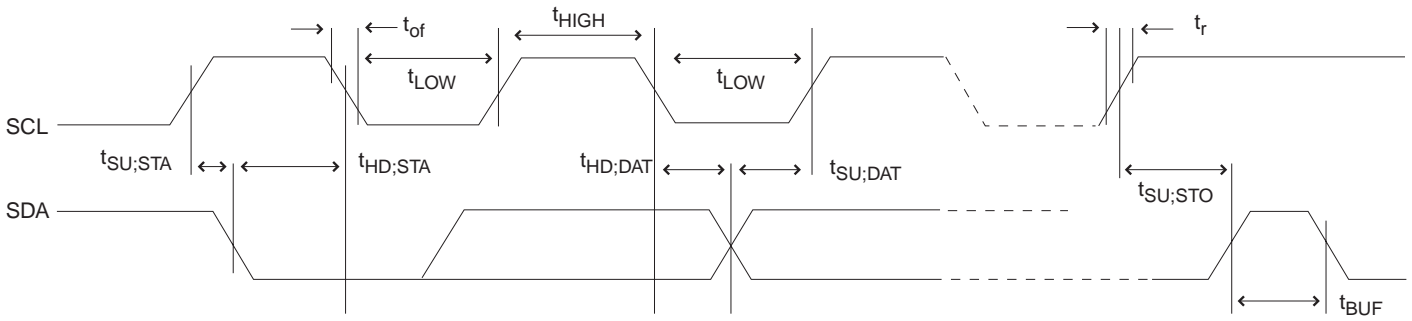 t_of
t_HIGH
t_r
t_LOW
t_LOW
SCL
t_SU;STA
t_HD;STA
t_HD;DAT
t_SU;DAT
t_SU;STO
SDA
t_BUF